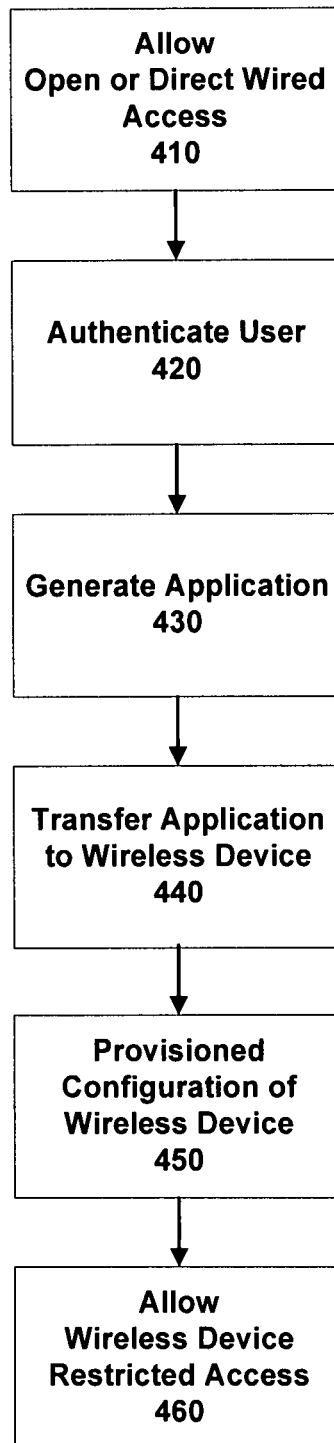 Allow
Open or Direct Wired
Access
410
Authenticate User
420
Generate Application
430
Transfer Application
to Wireless Device
440
Provisioned
Configuration of
Wireless Device
450
Allow
Wireless Device
Restricted Access
460